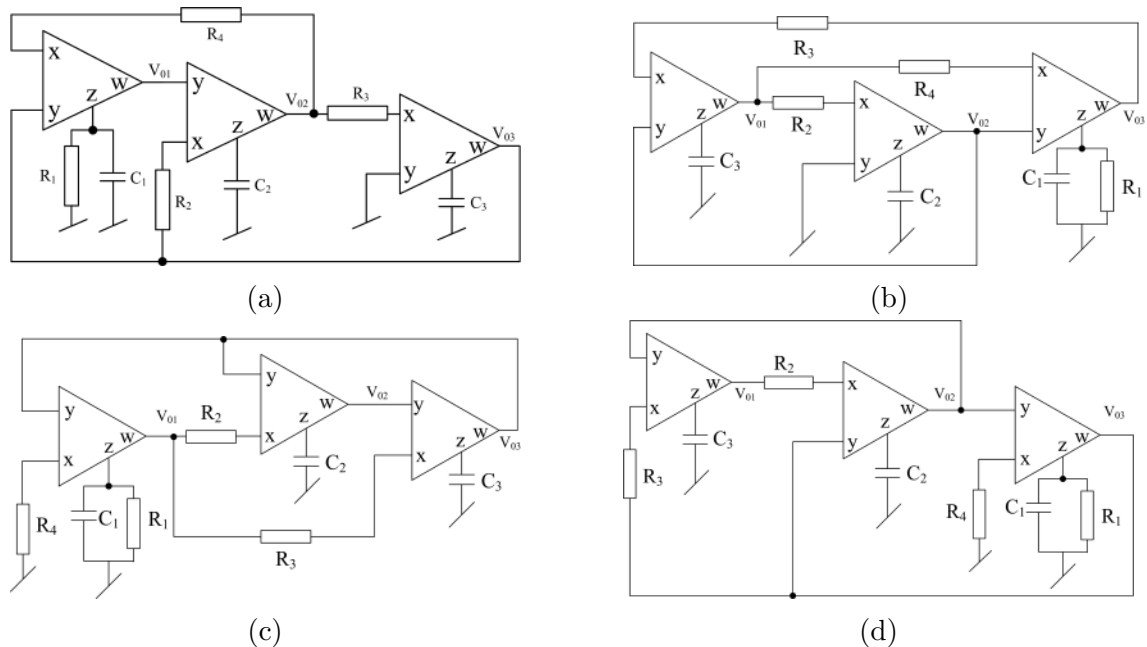 R₄
x
y
z
w
V₀₁
y
x
z
w
V₀₂
R₃
x
y
z
w
V₀₃
R₁
C₁
R₂
C₂
C₃
(a)
R₃
x
y
z
w
V₀₁
R₄
R₂
x
y
z
w
V₀₂
x
y
z
w
V₀₃
C₃
C₂
C₁
R₁
(b)
y
x
z
w
V₀₁
R₂
y
x
z
w
V₀₂
y
x
z
w
V₀₃
R₄
C₁
R₁
C₂
C₃
R₃
(c)
y
x
z
w
V₀₁
R₂
x
y
z
w
V₀₂
y
x
z
w
V₀₃
R₃
C₃
C₂
R₄
C₁
R₁
(d)